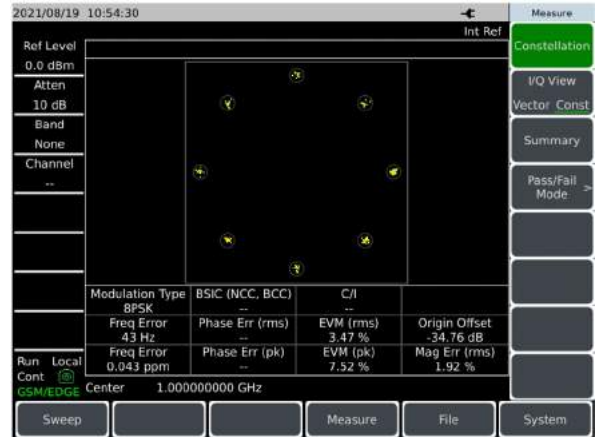 2021/08/19 10:54:30
Measure
Int Ref
Ref Level
0.0 dBm
Atten
10 dB
Band
None
Channel
--
Constellation
I/Q View
Vector Const
Summary
Pass/Fail
Mode >
Modulation Type BSIC (NCC, BCC) C/I
8PSK -- --
Freq Error Phase Err (rms) EVM (rms) Origin Offset
43 Hz -- 3.47 % -34.76 dB
Freq Error Phase Err (pk) EVM (pk) Mag Err (rms)
0.043 ppm -- 7.52 % 1.92 %
Run Local
Cont
GSM/EDGE
Center 1.000000000 GHz
Sweep
Measure
File
System